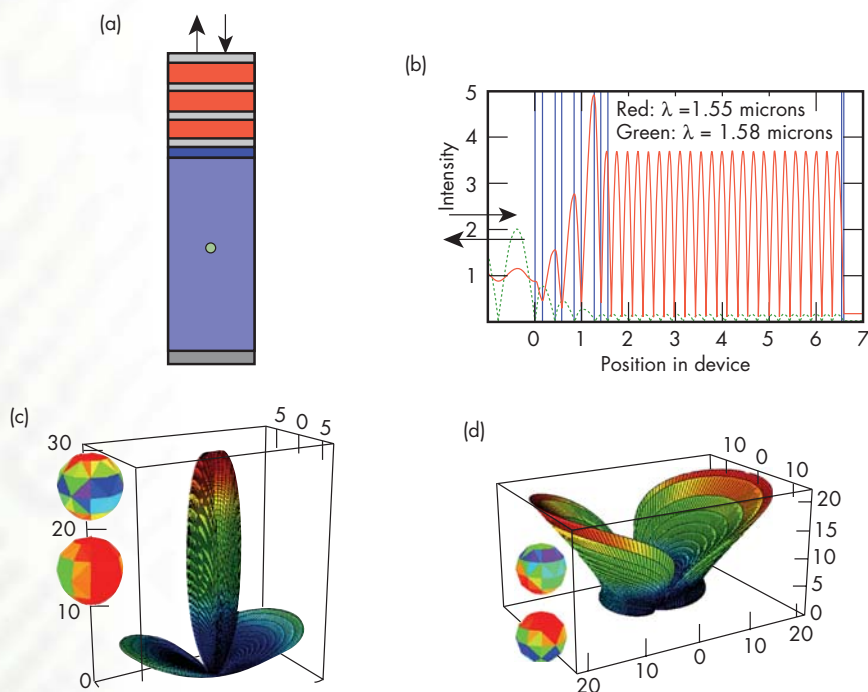 (a)
(b)
5
4
3
2
1
Intensity
Red: λ =1.55 microns
Green: λ = 1.58 microns
0 1 2 3 4 5 6 7
Position in device
(c)
30
20
10
0
5 0 5
(d)
10 0 10
20
15
10
5
0
20 10 0 10 20